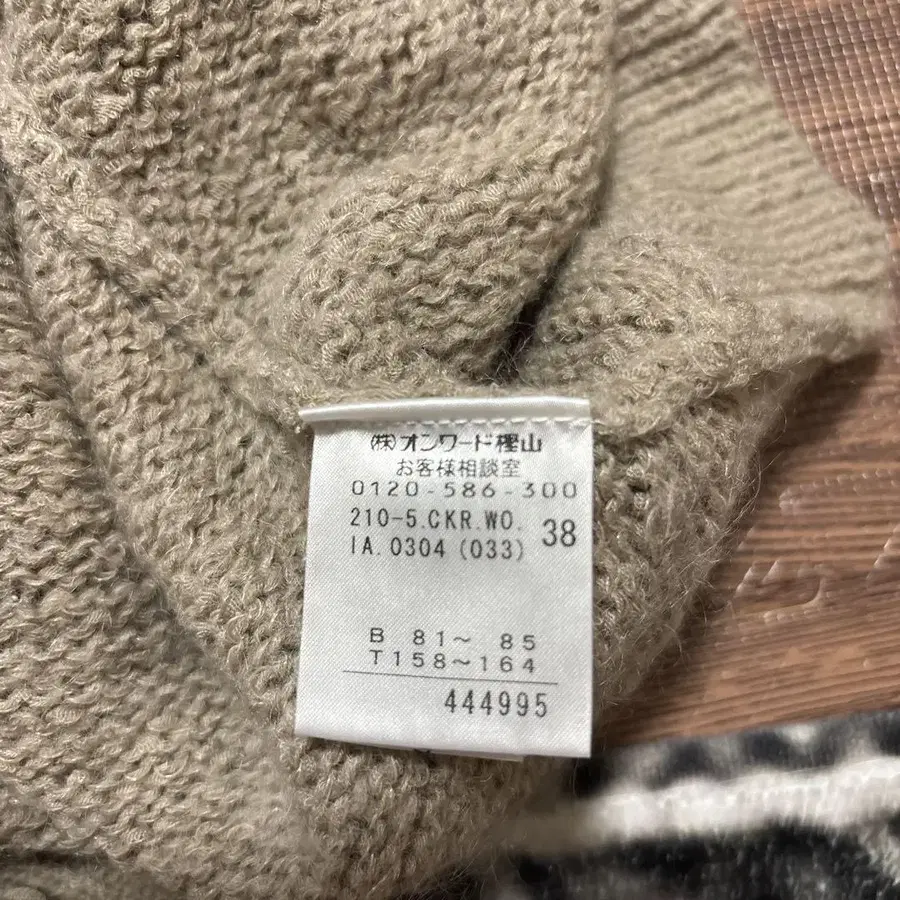 ㈱オンワード樫山
お客様相談室
0120-586-300
210-5.CKR.WO. 38
IA.0304 (033)
B 81～ 85
T158～164
444995